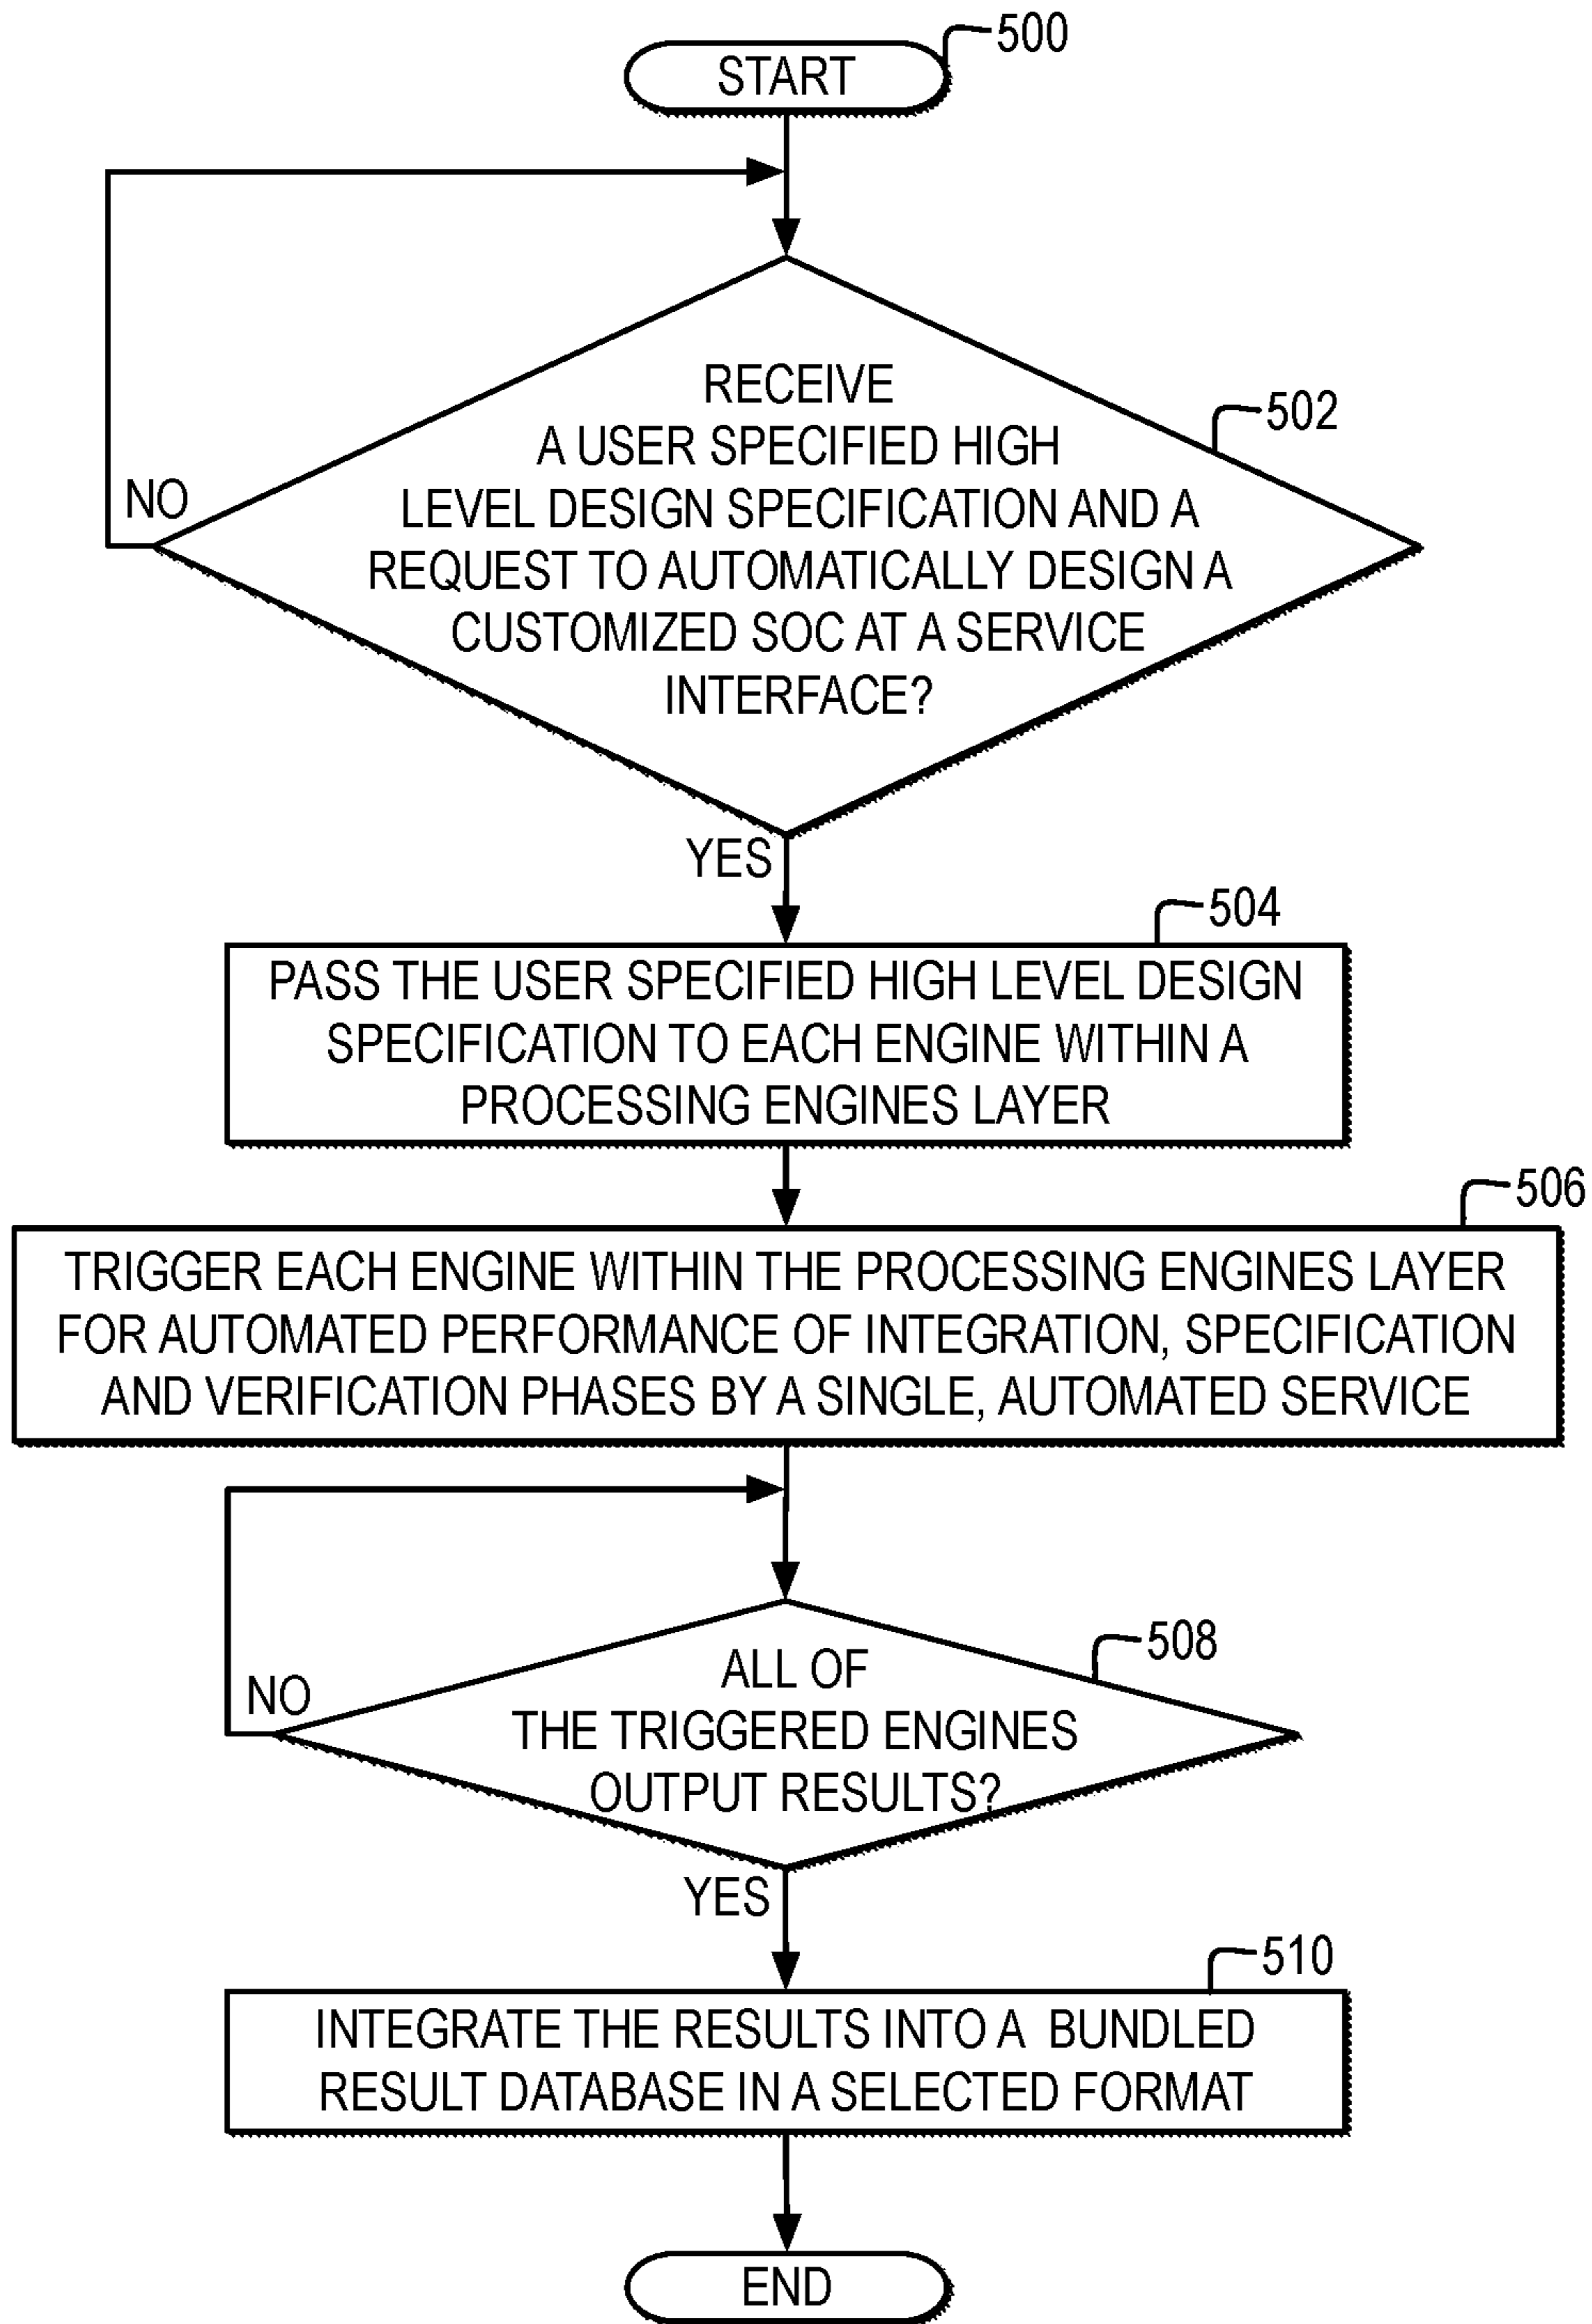 500
START
RECEIVE
A USER SPECIFIED HIGH
502
LEVEL DESIGN SPECIFICATION AND A
NO
REQUEST TO AUTOMATICALLY DESIGN A
CUSTOMIZED SOC AT A SERVICE
INTERFACE?
YES
504
PASS THE USER SPECIFIED HIGH LEVEL DESIGN
SPECIFICATION TO EACH ENGINE WITHIN A
PROCESSING ENGINES LAYER
506
TRIGGER EACH ENGINE WITHIN THE PROCESSING ENGINES LAYER
FOR AUTOMATED PERFORMANCE OF INTEGRATION, SPECIFICATION
AND VERIFICATION PHASES BY A SINGLE, AUTOMATED SERVICE
508
ALL OF
NO
THE TRIGGERED ENGINES
OUTPUT RESULTS?
YES
510
INTEGRATE THE RESULTS INTO A BUNDLED
RESULT DATABASE IN A SELECTED FORMAT
END